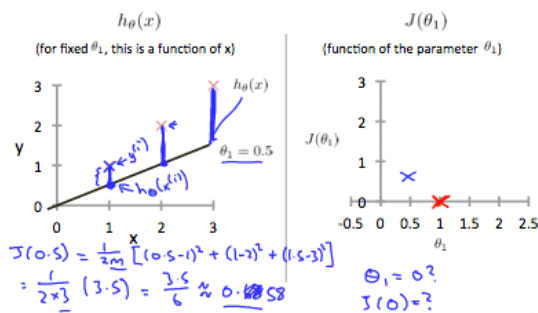 hθ(x)
(for fixed θ₁, this is a function of x)
3
2
1
0
y
0 1 2 3
x
hθ(x)
θ₁ = 0.5
y⁽ⁱ⁾
hθ(x⁽ⁱ⁾)
J(0.5) = 1/2m [(0.5-1)² + (1-2)² + (1.5-3)²]
= 1/2×3 (3.5) = 3.5/6 ≈ 0.58
J(θ₁)
(function of the parameter θ₁)
3
2
1
0
J(θ₁)
-0.5 0 0.5 1 1.5 2 2.5
θ₁
θ₁ = 0?
J(0) = ?